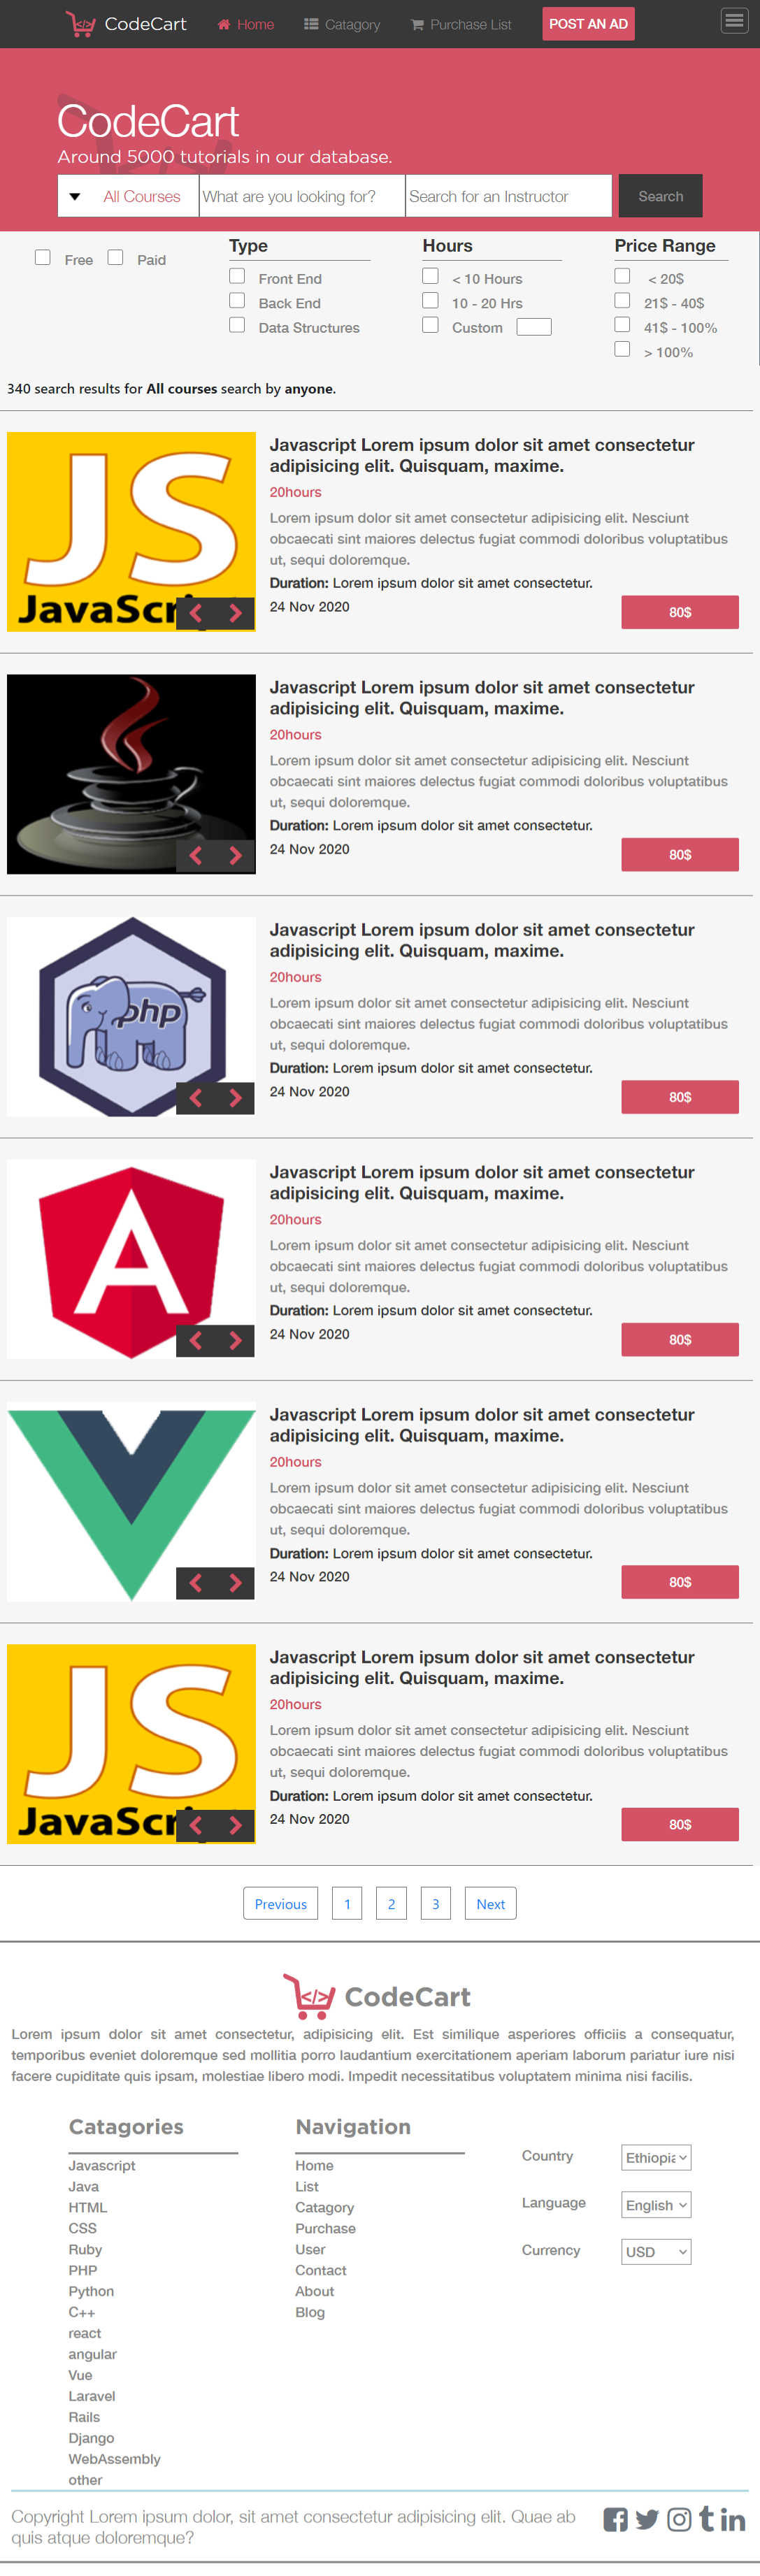 CodeCart Home Catagory Purchase List POST AN AD
CodeCart
Around 5000 tutorials in our database.
All Courses What are you looking for? Search for an Instructor Search
Free Paid
Type
Front End
Back End
Data Structures
Hours
< 10 Hours
10 - 20 Hrs
Custom
Price Range
< 20$
21$ - 40$
41$ - 100%
> 100%
340 search results for All courses search by anyone.
JS
JavaScri
Javascript Lorem ipsum dolor sit amet consectetur
adipisicing elit. Quisquam, maxime.
20hours
Lorem ipsum dolor sit amet consectetur adipisicing elit. Nesciunt
obcaecati sint maiores delectus fugiat commodi doloribus voluptatibus
ut, sequi doloremque.
Duration: Lorem ipsum dolor sit amet consectetur.
24 Nov 2020
80$
Javascript Lorem ipsum dolor sit amet consectetur
adipisicing elit. Quisquam, maxime.
20hours
Lorem ipsum dolor sit amet consectetur adipisicing elit. Nesciunt
obcaecati sint maiores delectus fugiat commodi doloribus voluptatibus
ut, sequi doloremque.
Duration: Lorem ipsum dolor sit amet consectetur.
24 Nov 2020
80$
php
Javascript Lorem ipsum dolor sit amet consectetur
adipisicing elit. Quisquam, maxime.
20hours
Lorem ipsum dolor sit amet consectetur adipisicing elit. Nesciunt
obcaecati sint maiores delectus fugiat commodi doloribus voluptatibus
ut, sequi doloremque.
Duration: Lorem ipsum dolor sit amet consectetur.
24 Nov 2020
80$
A
Javascript Lorem ipsum dolor sit amet consectetur
adipisicing elit. Quisquam, maxime.
20hours
Lorem ipsum dolor sit amet consectetur adipisicing elit. Nesciunt
obcaecati sint maiores delectus fugiat commodi doloribus voluptatibus
ut, sequi doloremque.
Duration: Lorem ipsum dolor sit amet consectetur.
24 Nov 2020
80$
Javascript Lorem ipsum dolor sit amet consectetur
adipisicing elit. Quisquam, maxime.
20hours
Lorem ipsum dolor sit amet consectetur adipisicing elit. Nesciunt
obcaecati sint maiores delectus fugiat commodi doloribus voluptatibus
ut, sequi doloremque.
Duration: Lorem ipsum dolor sit amet consectetur.
24 Nov 2020
80$
JS
JavaScri
Javascript Lorem ipsum dolor sit amet consectetur
adipisicing elit. Quisquam, maxime.
20hours
Lorem ipsum dolor sit amet consectetur adipisicing elit. Nesciunt
obcaecati sint maiores delectus fugiat commodi doloribus voluptatibus
ut, sequi doloremque.
Duration: Lorem ipsum dolor sit amet consectetur.
24 Nov 2020
80$
Previous 1 2 3 Next
</> CodeCart
Lorem ipsum dolor sit amet consectetur, adipisicing elit. Est similique asperiores officiis a consequatur,
temporibus eveniet doloremque sed mollitia porro laudantium exercitationem aperiam laborum pariatur iure nisi
facere cupiditate quis ipsam, molestiae libero modi. Impedit necessitatibus voluptatem minima nisi facilis.
Catagories
Javascript
Java
HTML
CSS
Ruby
PHP
Python
C++
react
angular
Vue
Laravel
Rails
Django
WebAssembly
other
Navigation
Home
List
Catagory
Purchase
User
Contact
About
Blog
Country Ethiopia
Language English
Currency USD
Copyright Lorem ipsum dolor, sit amet consectetur adipisicing elit. Quae ab
quis atque doloremque?